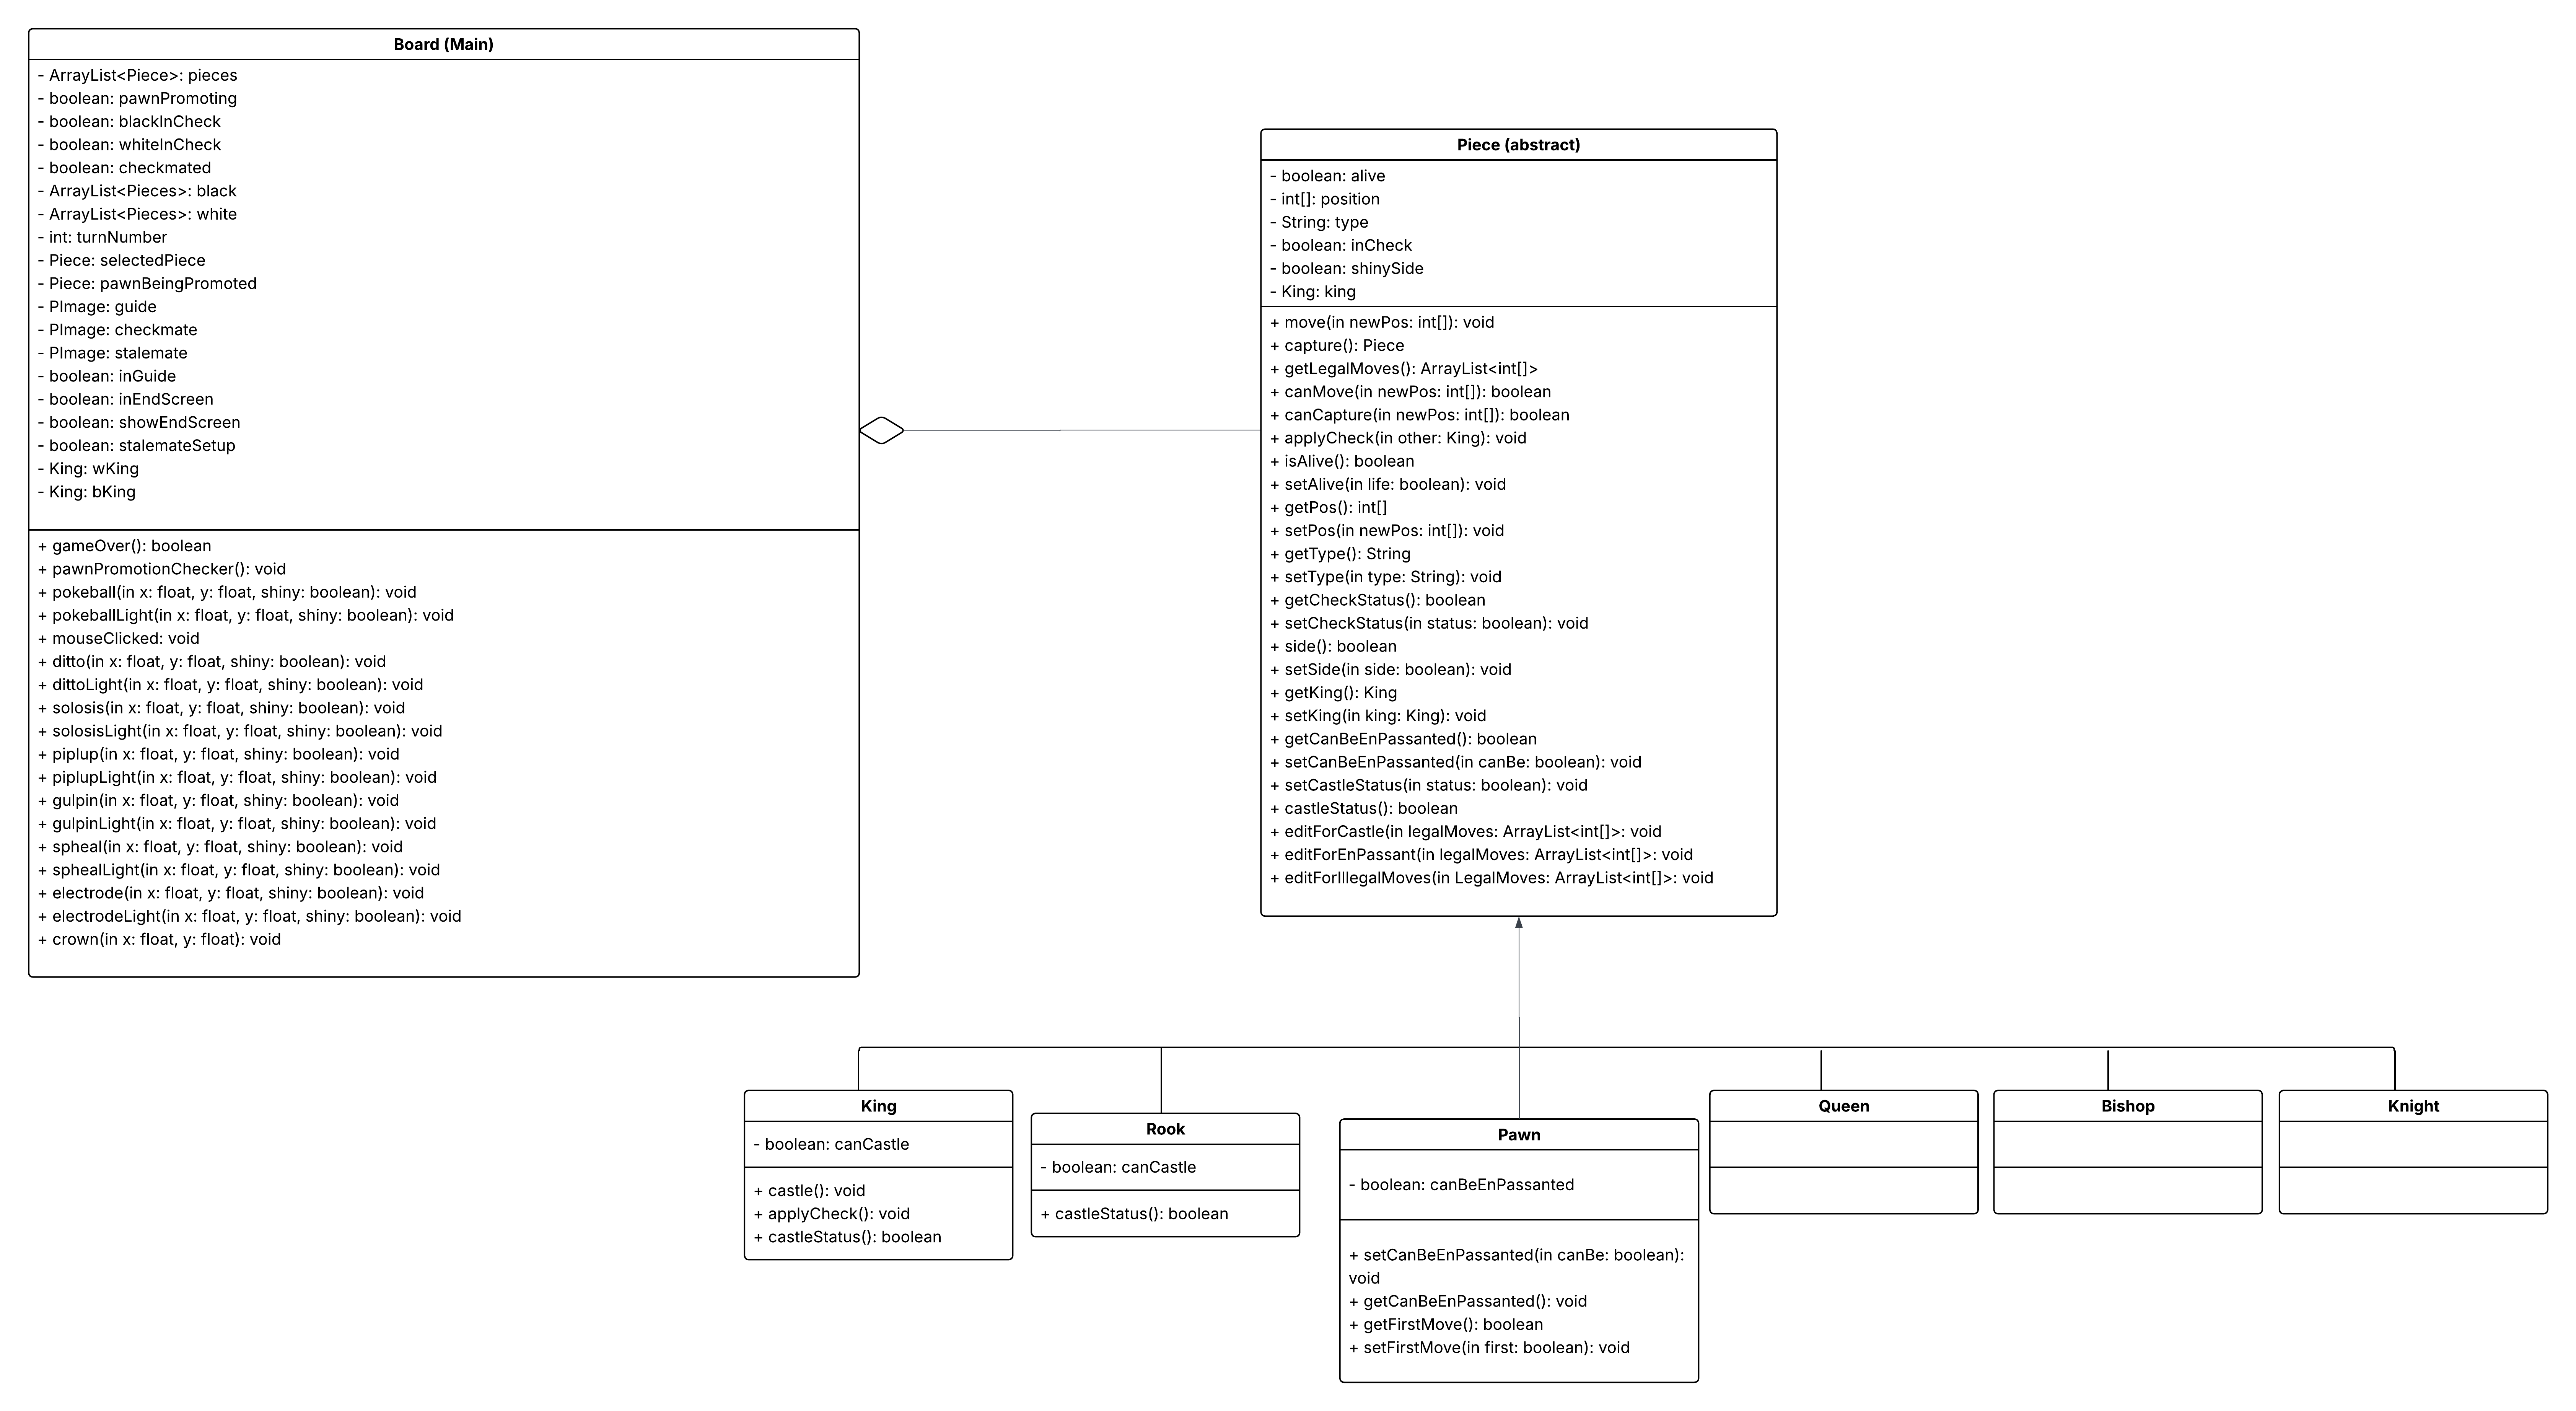 Board (Main)
- ArrayList<Piece>: pieces
- boolean: pawnPromoting
- boolean: blackInCheck
- boolean: whiteInCheck
- boolean: checkmated
- ArrayList<Pieces>: black
- ArrayList<Pieces>: white
- int: turnNumber
- Piece: selectedPiece
- Piece: pawnBeingPromoted
- PImage: guide
- PImage: checkmate
- PImage: stalemate
- boolean: inGuide
- boolean: inEndScreen
- boolean: showEndScreen
- boolean: stalemateSetup
- King: wKing
- King: bKing
+ gameOver(): boolean
+ pawnPromotionChecker(): void
+ pokeball(in x: float, y: float, shiny: boolean): void
+ pokeballLight(in x: float, y: float, shiny: boolean): void
+ mouseClicked: void
+ ditto(in x: float, y: float, shiny: boolean): void
+ dittoLight(in x: float, y: float, shiny: boolean): void
+ solosis(in x: float, y: float, shiny: boolean): void
+ solosisLight(in x: float, y: float, shiny: boolean): void
+ piplup(in x: float, y: float, shiny: boolean): void
+ piplupLight(in x: float, y: float, shiny: boolean): void
+ gulpin(in x: float, y: float, shiny: boolean): void
+ gulpinLight(in x: float, y: float, shiny: boolean): void
+ spheal(in x: float, y: float, shiny: boolean): void
+ sphealLight(in x: float, y: float, shiny: boolean): void
+ electrode(in x: float, y: float, shiny: boolean): void
+ electrodeLight(in x: float, y: float, shiny: boolean): void
+ crown(in x: float, y: float): void
Piece (abstract)
- boolean: alive
- int[]: position
- String: type
- boolean: inCheck
- boolean: shinySide
- King: king
+ move(in newPos: int[]): void
+ capture(): Piece
+ getLegalMoves(): ArrayList<int[]>
+ canMove(in newPos: int[]): boolean
+ canCapture(in newPos: int[]): boolean
+ applyCheck(in other: King): void
+ isAlive(): boolean
+ setAlive(in life: boolean): void
+ getPos(): int[]
+ setPos(in newPos: int[]): void
+ getType(): String
+ setType(in type: String): void
+ getCheckStatus(): boolean
+ setCheckStatus(in status: boolean): void
+ side(): boolean
+ setSide(in side: boolean): void
+ getKing(): King
+ setKing(in king: King): void
+ getCanBeEnPassanted(): boolean
+ setCanBeEnPassanted(in canBe: boolean): void
+ setCastleStatus(in status: boolean): void
+ castleStatus(): boolean
+ editForCastle(in legalMoves: ArrayList<int[]>: void
+ editForEnPassant(in legalMoves: ArrayList<int[]>: void
+ editForIllegalMoves(in LegalMoves: ArrayList<int[]>: void
King
- boolean: canCastle
+ castle(): void
+ applyCheck(): void
+ castleStatus(): boolean
Rook
- boolean: canCastle
+ castleStatus(): boolean
Pawn
- boolean: canBeEnPassanted
+ setCanBeEnPassanted(in canBe: boolean):
void
+ getCanBeEnPassanted(): void
+ getFirstMove(): boolean
+ setFirstMove(in first: boolean): void
Queen
Bishop
Knight